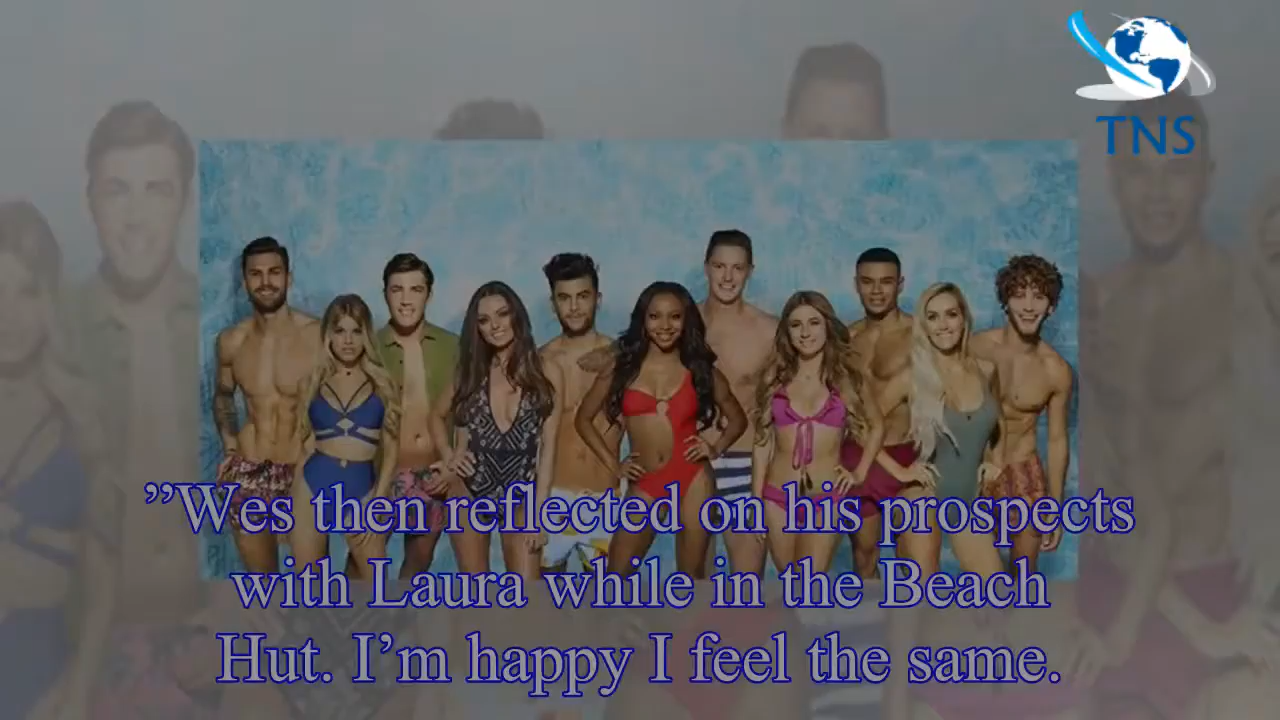 TNS
”Wes then reflected on his prospects
with Laura while in the Beach
Hut. I’m happy I feel the same.